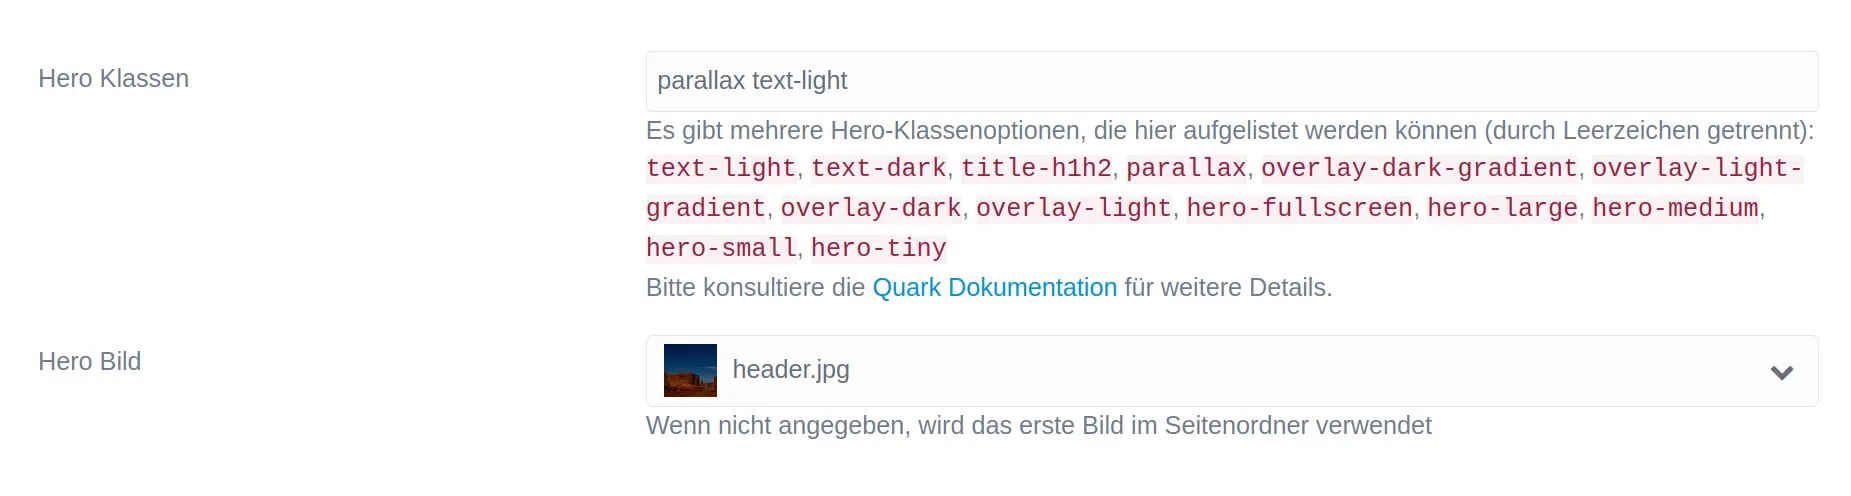 Hero Klassen
parallax text-light
Es gibt mehrere Hero-Klassenoptionen, die hier aufgelistet werden können (durch Leerzeichen getrennt):
text-light, text-dark, title-h1h2, parallax, overlay-dark-gradient, overlay-light-
gradient, overlay-dark, overlay-light, hero-fullscreen, hero-large, hero-medium,
hero-small, hero-tiny
Bitte konsultiere die Quark Dokumentation für weitere Details.
Hero Bild
header.jpg
Wenn nicht angegeben, wird das erste Bild im Seitenordner verwendet